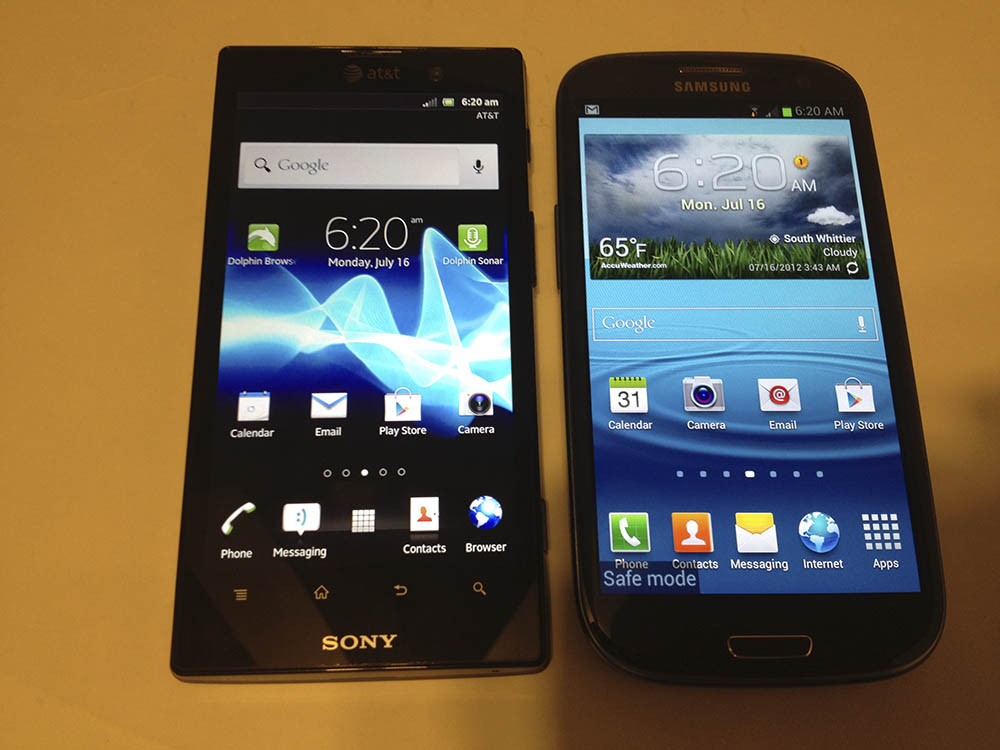 at&t
6:20 am
AT&T
Google
6:20 am
Monday, July 16
Dolphin Brows
Dolphin Sonar
Calendar
Email
Play Store
Camera
Phone
Messaging
Contacts
Browser
SONY
SAMSUNG
6:20 AM
6:20 AM
1
Mon. Jul 16
65°F
South Whittier
Cloudy
AccuWeather.com
07/16/2012 3:43 AM
Google
31
Calendar
Camera
@
Email
Play Store
Phone
Contacts
Messaging
Internet
Apps
Safe mode